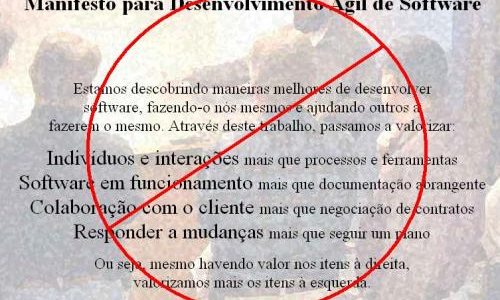 Manifesto para Desenvolvimento Ágil de Software
Estamos descobrindo maneiras melhores de desenvolver
software, fazendo-o nós mesmos e ajudando outros a
fazerem o mesmo. Através deste trabalho, passamos a valorizar:
Indivíduos e interações mais que processos e ferramentas
Software em funcionamento mais que documentação abrangente
Colaboração com o cliente mais que negociação de contratos
Responder a mudanças mais que seguir um plano
Ou seja, mesmo havendo valor nos itens à direita,
valorizamos mais os itens à esquerda.